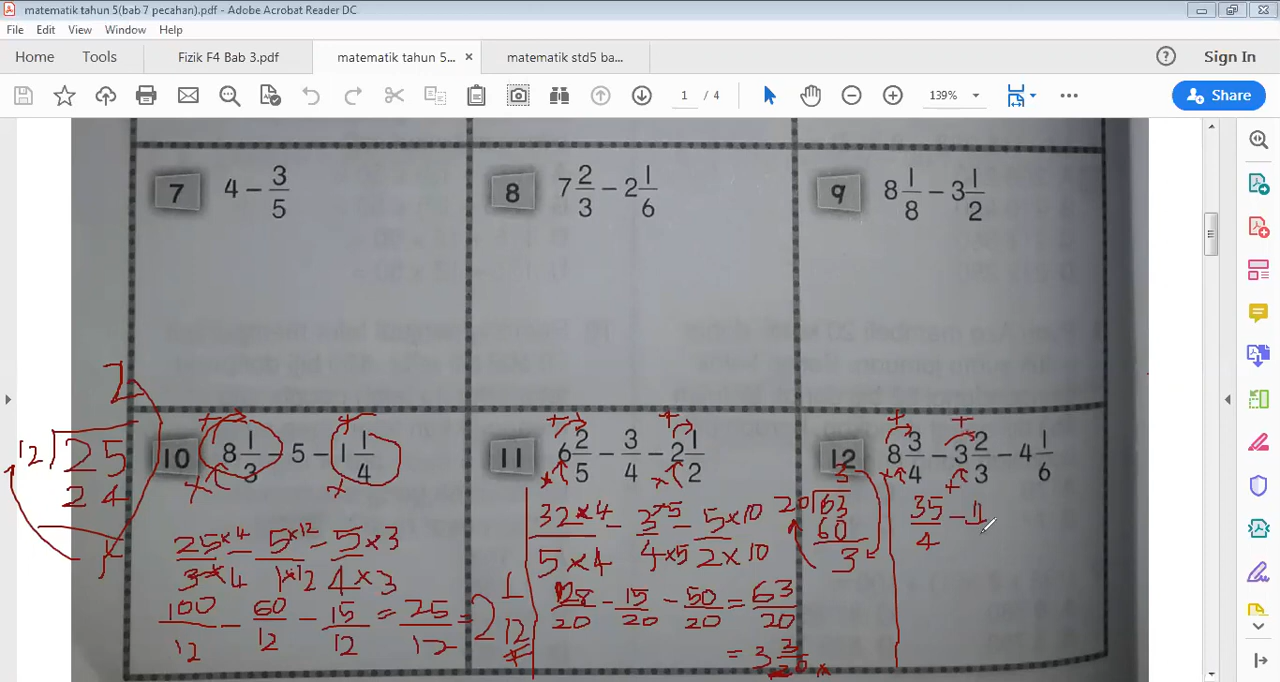 matematik tahun 5(bab 7 pecahan).pdf - Adobe Acrobat Reader DC
File Edit View Window Help
Home Tools Fizik F4 Bab 3.pdf matematik tahun 5... × matematik std5 ba... Sign In
1 / 4 139% Share
7 4 - 3/5
8 7 2/3 - 2 1/6
9 8 1/8 - 3 1/2
10 8 1/3 - 5 - 1 1/4
11 6 2/5 - 3/4 - 2 1/2
12 8 3/4 - 3 2/3 - 4 1/6
2
12 25
24
1
25×4/3×4 - 5×12/1×12 - 5×3/4×3
100/12 - 60/12 - 15/12 = 25/12 = 2 1/12
32×4/5×4 - 3×5/4×5 - 5×10/2×10
128/20 - 15/20 - 50/20 = 63/20
= 3 3/20
3
20 63
60
3
35/4 - 11